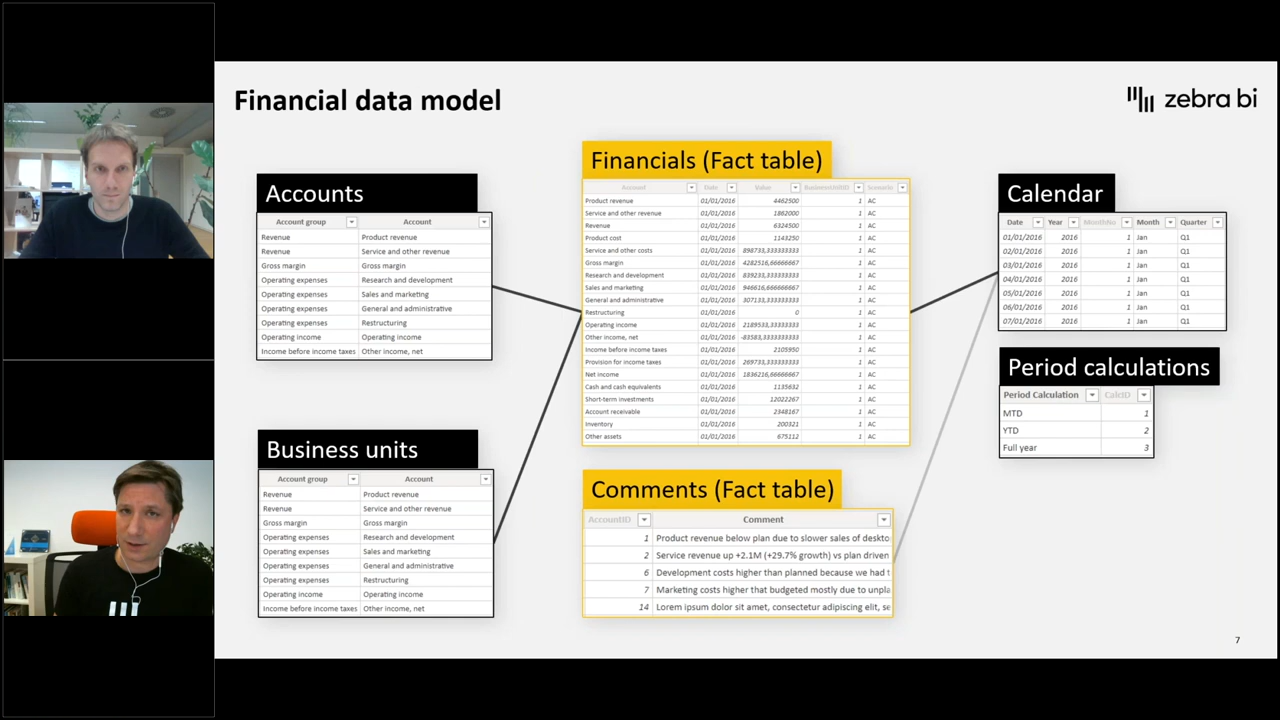 Financial data model
zebra bi
Accounts
Account group Account
Revenue Product revenue
Revenue Service and other revenue
Gross margin Gross margin
Operating expenses Research and development
Operating expenses Sales and marketing
Operating expenses General and administrative
Operating expenses Restructuring
Operating income Operating income
Income before income taxes Other income, net
Business units
Account group Account
Revenue Product revenue
Revenue Service and other revenue
Gross margin Gross margin
Operating expenses Research and development
Operating expenses Sales and marketing
Operating expenses General and administrative
Operating expenses Restructuring
Operating income Operating income
Income before income taxes Other income, net
Financials (Fact table)
Account Date Value BusinessUnitID Scenario
Product revenue 01/01/2016 4462500 1 AC
Service and other revenue 01/01/2016 1862000 1 AC
Revenue 01/01/2016 6324500 1 AC
Product cost 01/01/2016 1143250 1 AC
Service and other costs 01/01/2016 898733,333333333 1 AC
Gross margin 01/01/2016 4282516,66666667 1 AC
Research and development 01/01/2016 839233,333333333 1 AC
Sales and marketing 01/01/2016 946616,666666667 1 AC
General and administrative 01/01/2016 307133,333333333 1 AC
Restructuring 01/01/2016 0 1 AC
Operating income 01/01/2016 2189533,33333333 1 AC
Other income, net 01/01/2016 -83583,3333333333 1 AC
Income before income taxes 01/01/2016 2105950 1 AC
Provision for income taxes 01/01/2016 269733,333333333 1 AC
Net income 01/01/2016 1836216,66666667 1 AC
Cash and cash equivalents 01/01/2016 1135632 1 AC
Short-term investments 01/01/2016 12022267 1 AC
Account receivable 01/01/2016 2348167 1 AC
Inventory 01/01/2016 200321 1 AC
Other assets 01/01/2016 675112 1 AC
Comments (Fact table)
AccountID Comment
1 Product revenue below plan due to slower sales of deskto
2 Service revenue up +2.1M (+29.7% growth) vs plan driven
6 Development costs higher than planned because we had t
7 Marketing costs higher that budgeted mostly due to unpla
14 Lorem ipsum dolor sit amet, consectetur adipiscing elit, se
Calendar
Date Year MonthNu Month Quarter
01/01/2016 2016 1 Jan Q1
02/01/2016 2016 1 Jan Q1
03/01/2016 2016 1 Jan Q1
04/01/2016 2016 1 Jan Q1
05/01/2016 2016 1 Jan Q1
06/01/2016 2016 1 Jan Q1
07/01/2016 2016 1 Jan Q1
Period calculations
Period Calculation CalcID
MTD 1
YTD 2
Full year 3
7